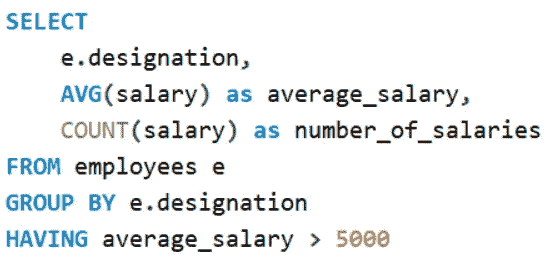 SELECT
e.designation,
AVG(salary) as average_salary,
COUNT(salary) as number_of_salaries
FROM employees e
GROUP BY e.designation
HAVING average_salary > 5000